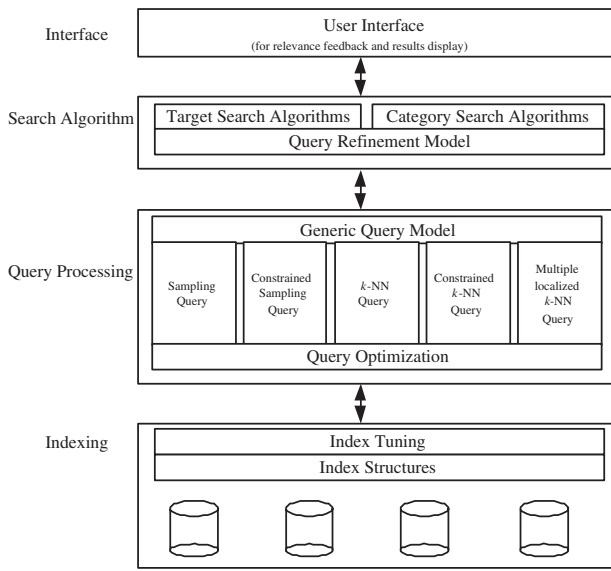 Interface
User Interface
(for relevance feedback and results display)
Search Algorithm
Target Search Algorithms
Category Search Algorithms
Query Refinement Model
Query Processing
Generic Query Model
Sampling
Query
Constrained
Sampling
Query
k-NN
Query
Constrained
k-NN
Query
Multiple
localized
k-NN
Query
Query Optimization
Indexing
Index Tuning
Index Structures